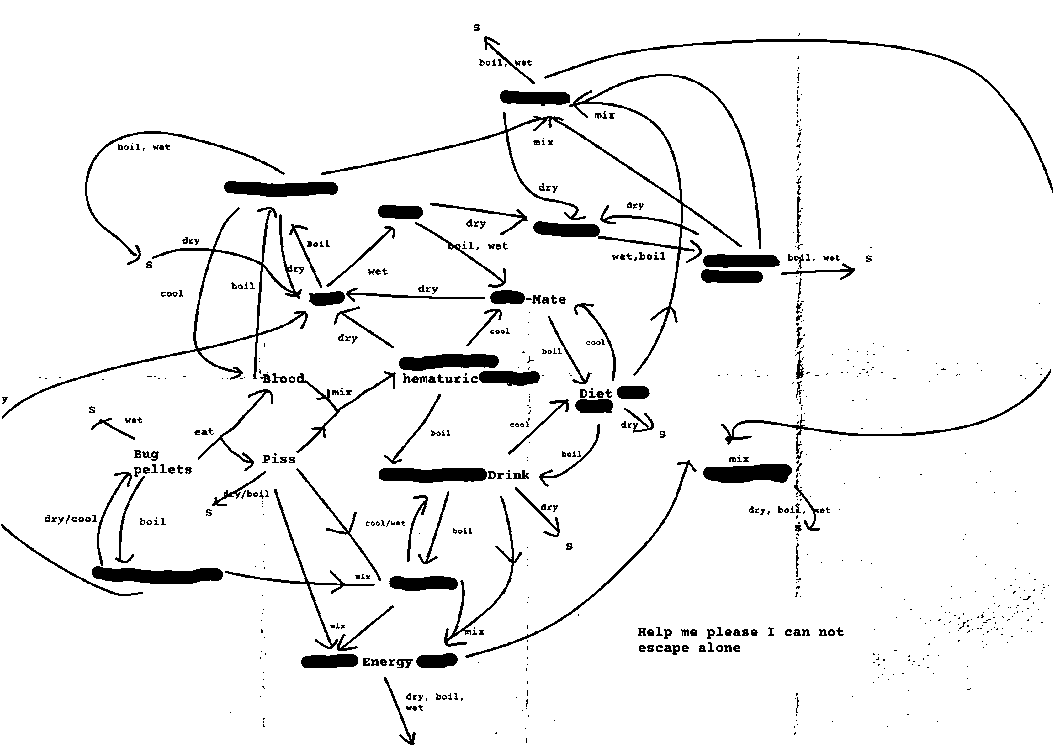 S
boil, wet
mix
mix
boil, wet
dry
dry
dry
boil, wet
wet,boil
boil, wet
S
dry
Boil
S
dry
wet
cool
boil
dry
-Mate
dry
cool
boil
cool
Blood
mix
hematuric
Diet
y
S
wet
eat
cool
dry
S
Bug
pellets
Piss
boil
boil
mix
dry/boil
S
Drink
dry/cool
boil
cool/wet
boil
dry
S
dry, boil, wet
S
mix
mix
mix
Energy
Help me please I can not
escape alone
dry, boil,
wet